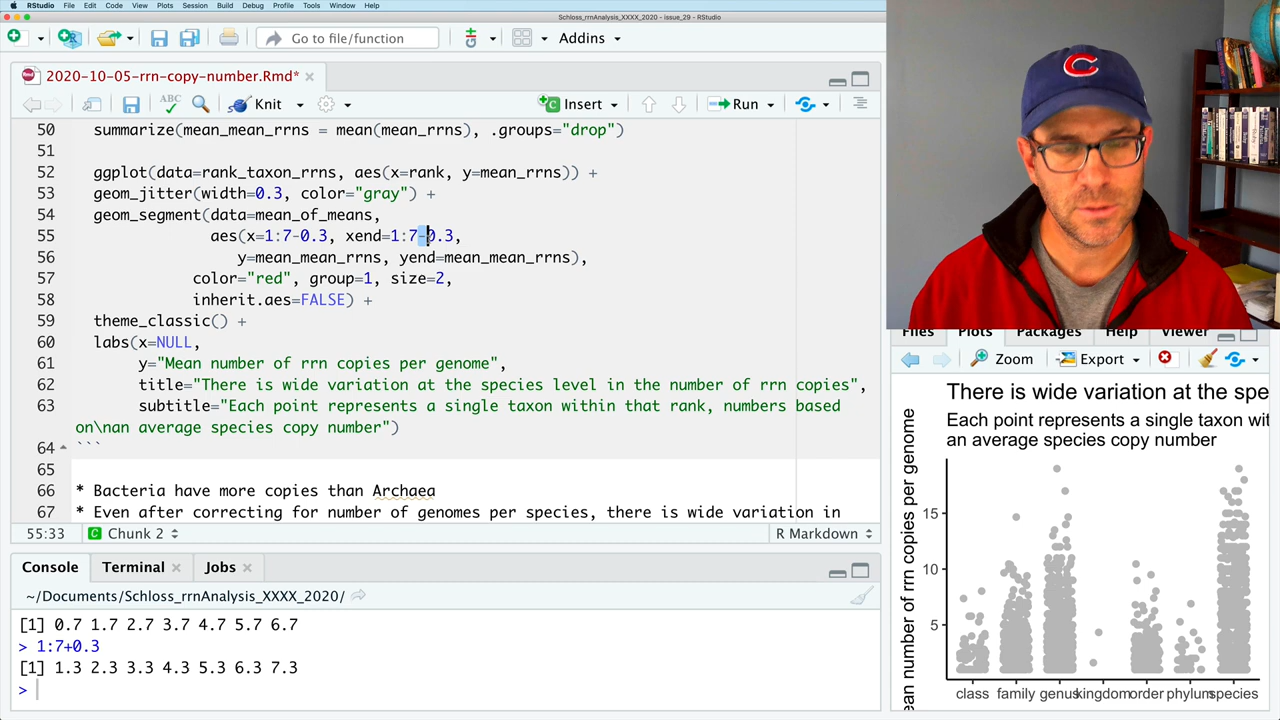 RStudio File Edit Code View Plots Session Build Debug Profile Tools Window Help
Schloss_rrnAnalysis_XXXX_2020 - issue_29 - RStudio
Go to file/function
Addins
2020-10-05-rrn-copy-number.Rmd*
ABC
Knit
Insert
Run
50 summarize(mean_mean_rrns = mean(mean_rrns), .groups="drop")
51
52 ggplot(data=rank_taxon_rrns, aes(x=rank, y=mean_rrns)) +
53 geom_jitter(width=0.3, color="gray") +
54 geom_segment(data=mean_of_means,
55 aes(x=1:7-0.3, xend=1:7-0.3,
56 y=mean_mean_rrns, yend=mean_mean_rrns),
57 color="red", group=1, size=2,
58 inherit.aes=FALSE) +
59 theme_classic() +
60 labs(x=NULL,
61 y="Mean number of rrn copies per genome",
62 title="There is wide variation at the species level in the number of rrn copies",
63 subtitle="Each point represents a single taxon within that rank, numbers based
on\nan average species copy number")
64 ```
65
66 * Bacteria have more copies than Archaea
67 * Even after correcting for number of genomes per species, there is wide variation in
55:33 Chunk 2 R Markdown
Console Terminal Jobs
~/Documents/Schloss_rrnAnalysis_XXXX_2020/
[1] 0.7 1.7 2.7 3.7 4.7 5.7 6.7
> 1:7+0.3
[1] 1.3 2.3 3.3 4.3 5.3 6.3 7.3
>
C
Files Plots Packages Help Viewer
Zoom Export
There is wide variation at the spe
Each point represents a single taxon wit
an average species copy number
ean number of rrn copies per genome
15
10
5
class family genus kingdom order phylum species